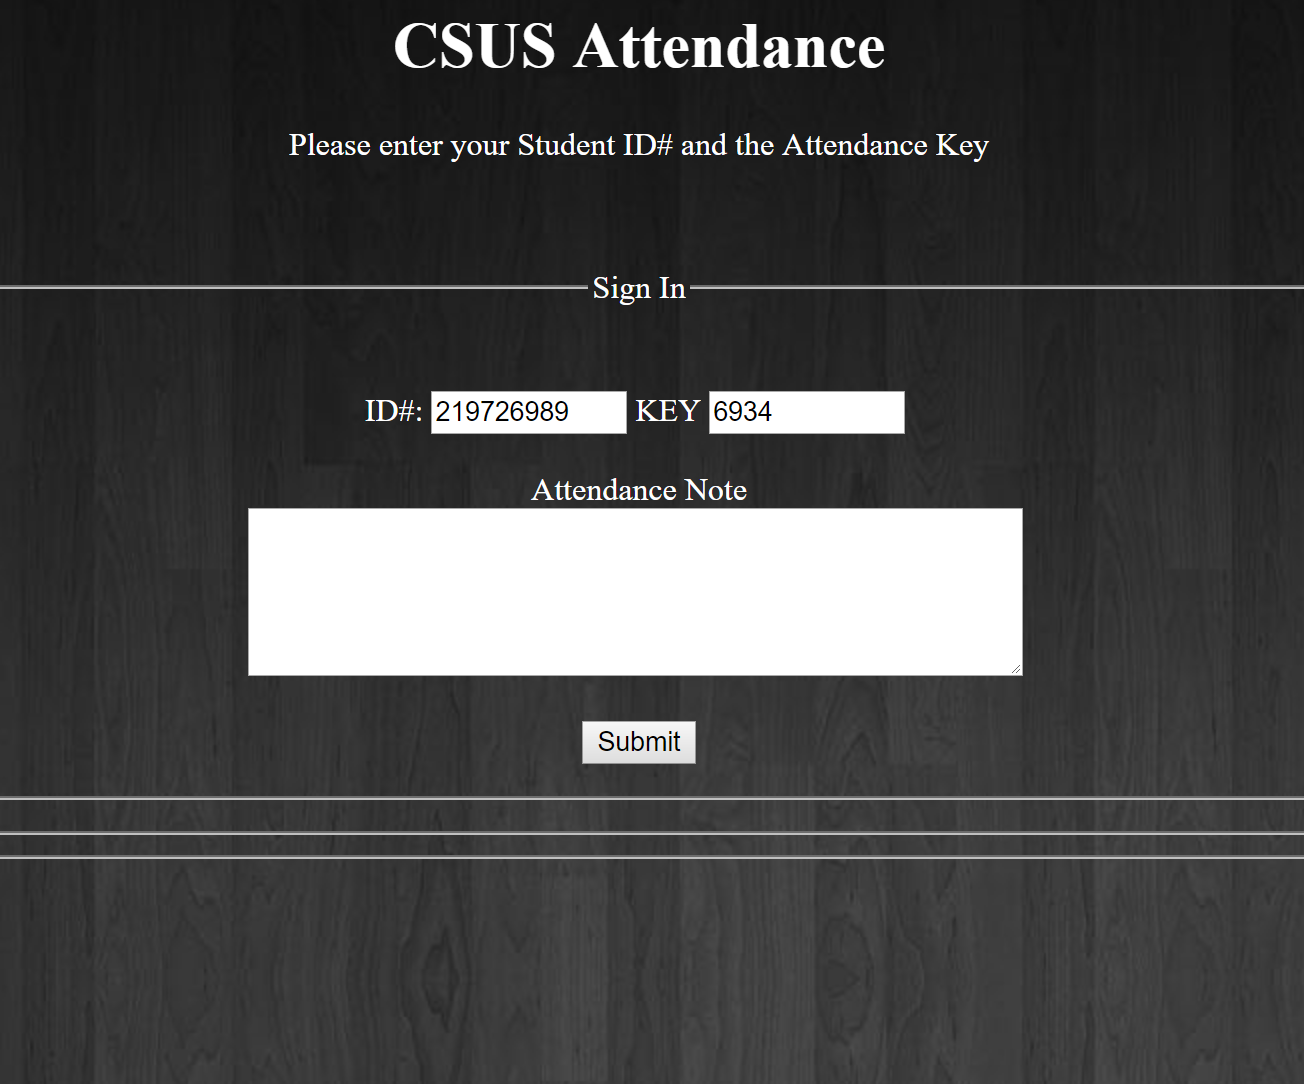 CSUS Attendance
Please enter your Student ID# and the Attendance Key
Sign In
ID#: 219726989 KEY 6934
Attendance Note
Submit